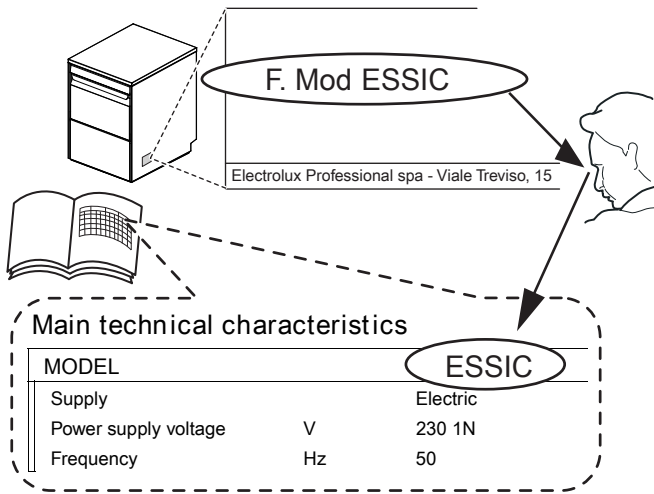 F. Mod ESSIC
Electrolux Professional spa - Viale Treviso, 15
Main technical characteristics
MODEL ESSIC
Supply Electric
Power supply voltage V 230 1N
Frequency Hz 50